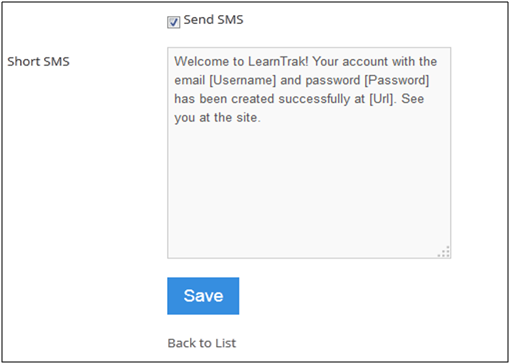 Send SMS
Short SMS
Welcome to LearnTrak! Your account with the
email [Username] and password [Password]
has been created successfully at [Url]. See
you at the site.
Save
Back to List